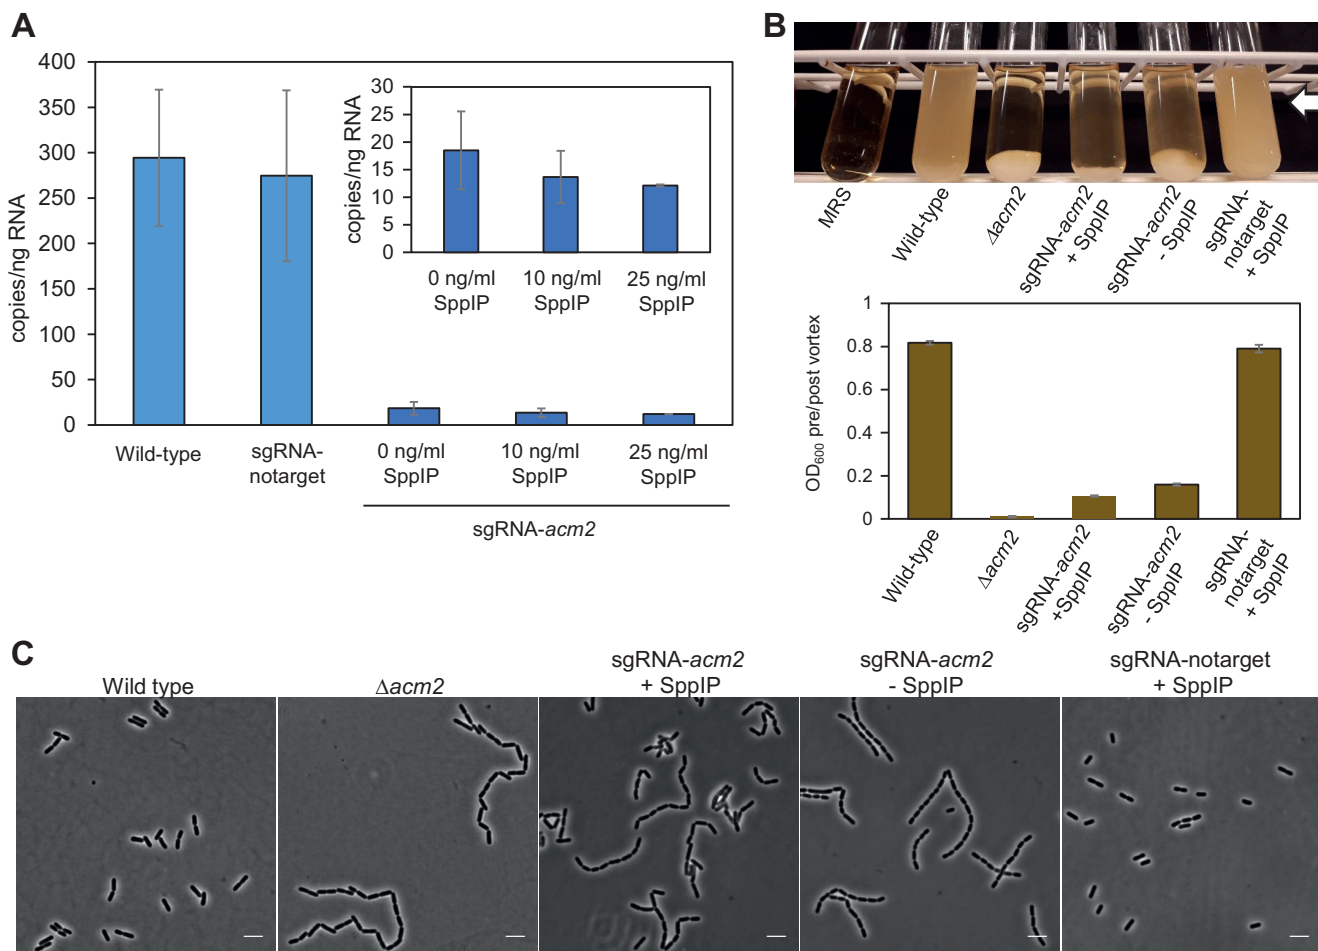 A
copies/ng RNA
400
350
300
250
200
150
100
50
0
Wild-type
sgRNA-
notarget
0 ng/ml
SppIP
10 ng/ml
SppIP
25 ng/ml
SppIP
sgRNA-acm2
copies/ng RNA
30
25
20
15
10
5
0
0 ng/ml
SppIP
10 ng/ml
SppIP
25 ng/ml
SppIP
B
MRS
Wild-type
Δacm2
sgRNA-acm2
+ SppIP
sgRNA-acm2
- SppIP
sgRNA-
notarget
+ SppIP
OD600 pre/post vortex
1
0.8
0.6
0.4
0.2
0
Wild-type
Δacm2
sgRNA-acm2
+SppIP
sgRNA-acm2
- SppIP
sgRNA-
notarget
+ SppIP
C
Wild type
Δacm2
sgRNA-acm2
+ SppIP
sgRNA-acm2
- SppIP
sgRNA-notarget
+ SppIP